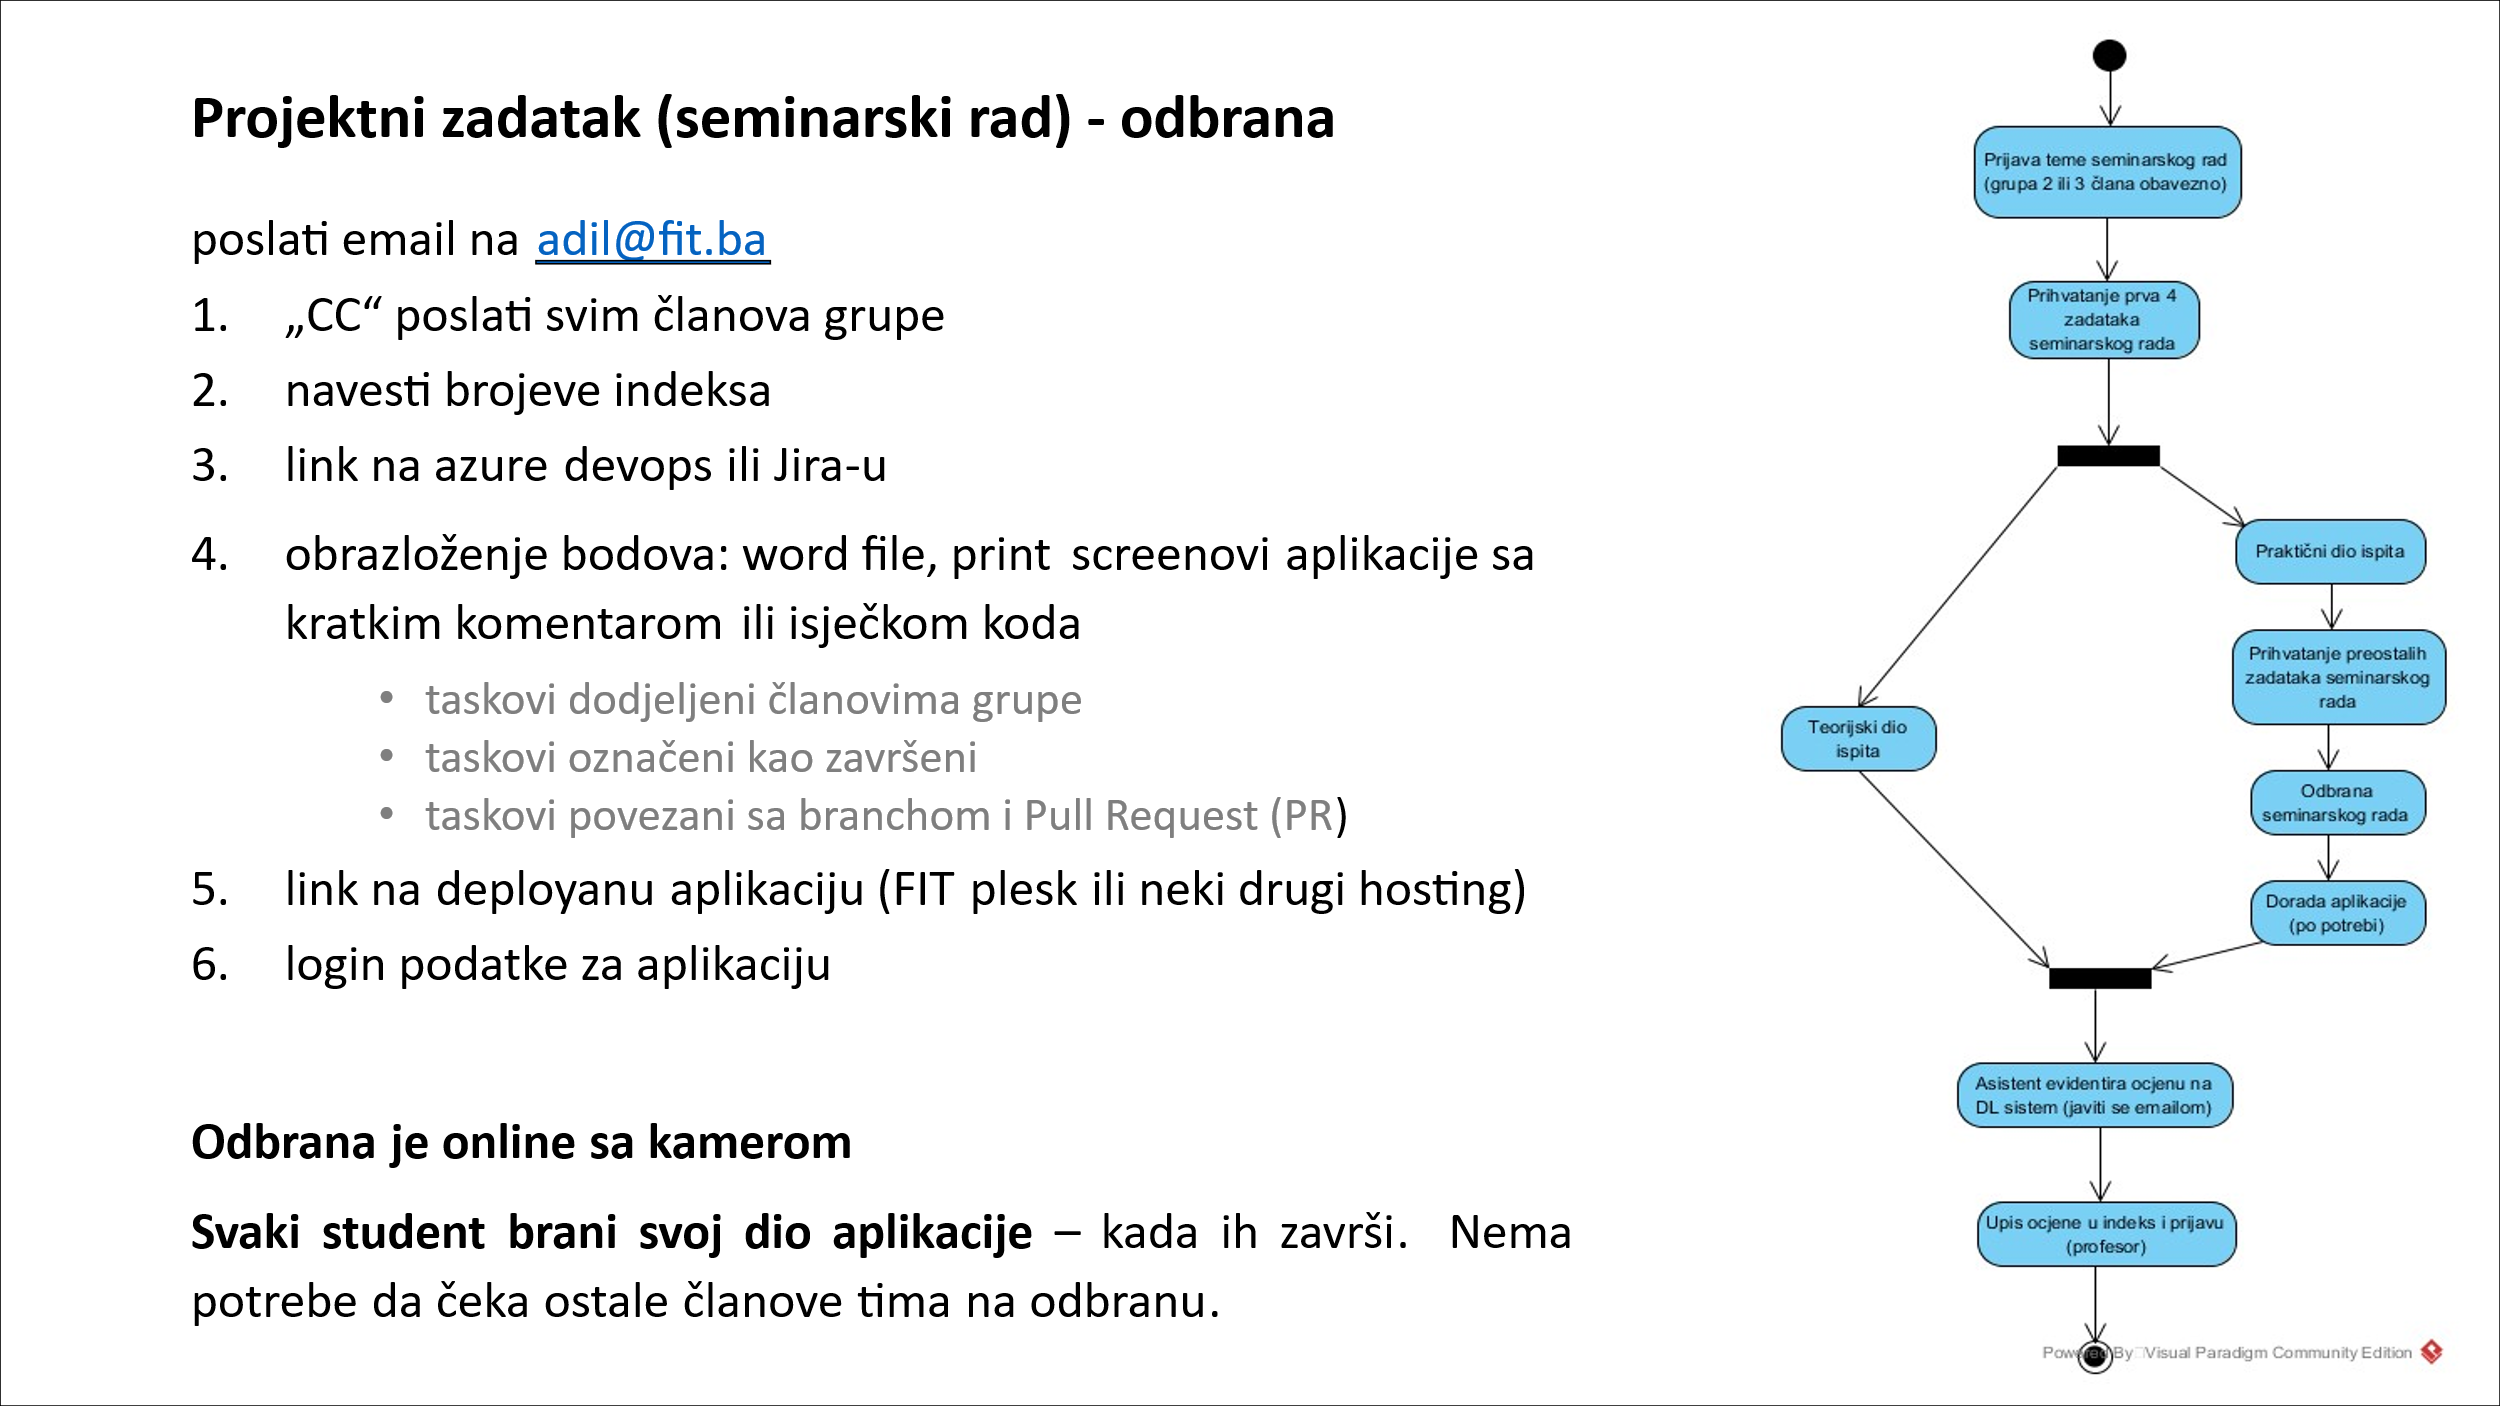 Projektni zadatak (seminarski rad) - odbrana
poslati email na adil@fit.ba
1. „CC“ poslati svim članova grupe
2. navesti brojeve indeksa
3. link na azure devops ili Jira-u
4. obrazloženje bodova: word file, print screenovi aplikacije sa
kratkim komentarom ili isječkom koda
• taskovi dodjeljeni članovima grupe
• taskovi označeni kao završeni
• taskovi povezani sa branchom i Pull Request (PR)
5. link na deployanu aplikaciju (FIT plesk ili neki drugi hosting)
6. login podatke za aplikaciju
Odbrana je online sa kamerom
Svaki student brani svoj dio aplikacije – kada ih završi. Nema
potrebe da čeka ostale članove tima na odbranu.
Prijava teme seminarskog rad
(grupa 2 ili 3 člana obavezno)
Prihvatanje prva 4
zadataka
seminarskog rada
Praktični dio ispita
Prihvatanje preostalih
zadataka seminarskog
rada
Teorijski dio
ispita
Odbrana
seminarskog rada
Dorada aplikacije
(po potrebi)
Asistent evidentira ocjenu na
DL sistem (javiti se emailom)
Upis ocjene u indeks i prijavu
(profesor)
Powered By Visual Paradigm Community Edition